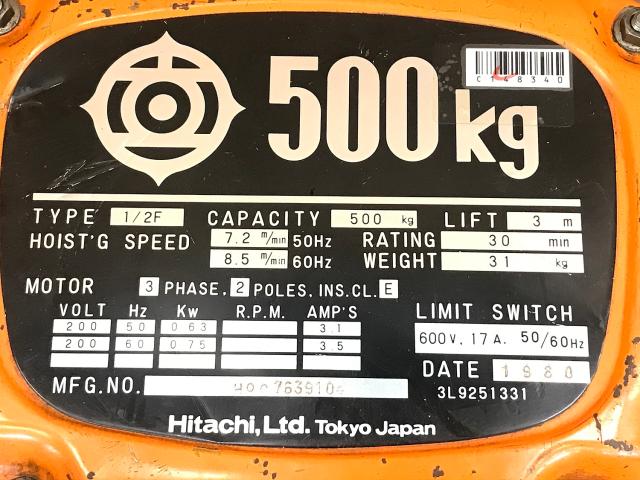 C148340
500kg
TYPE 1/2F CAPACITY 500 kg LIFT 3 m
HOIST'G SPEED 7.2 m/min 50Hz RATING 30 min
8.5 m/min 60Hz WEIGHT 31 kg
MOTOR 3 PHASE, 2 POLES, INS.CL. E
VOLT Hz Kw R.P.M. AMP'S LIMIT SWITCH
200 50 0.63 3.1 600V, 17A. 50/60Hz
200 60 0.75 3.5
DATE 1980
MFG.NO. 3L9251331
Hitachi, Ltd. Tokyo Japan